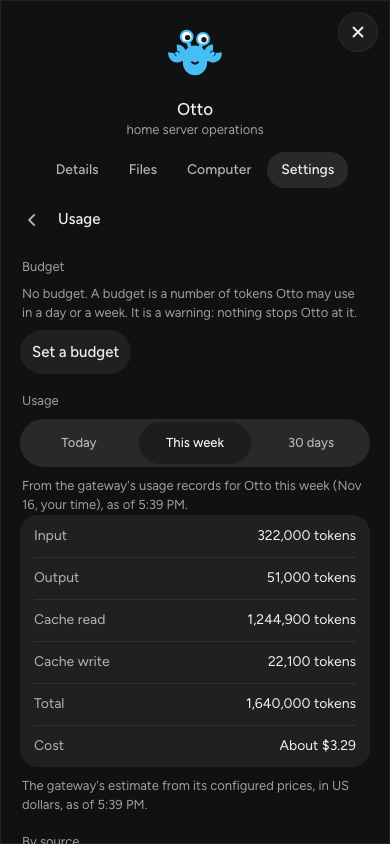 Otto
home server operations
Details Files Computer Settings
Usage
Budget
No budget. A budget is a number of tokens Otto may use
in a day or a week. It is a warning: nothing stops Otto at it.
Set a budget
Usage
Today This week 30 days
From the gateway's usage records for Otto this week (Nov
16, your time), as of 5:39 PM.
Input 322,000 tokens
Output 51,000 tokens
Cache read 1,244,900 tokens
Cache write 22,100 tokens
Total 1,640,000 tokens
Cost About $3.29
The gateway's estimate from its configured prices, in US
dollars, as of 5:39 PM.
By source